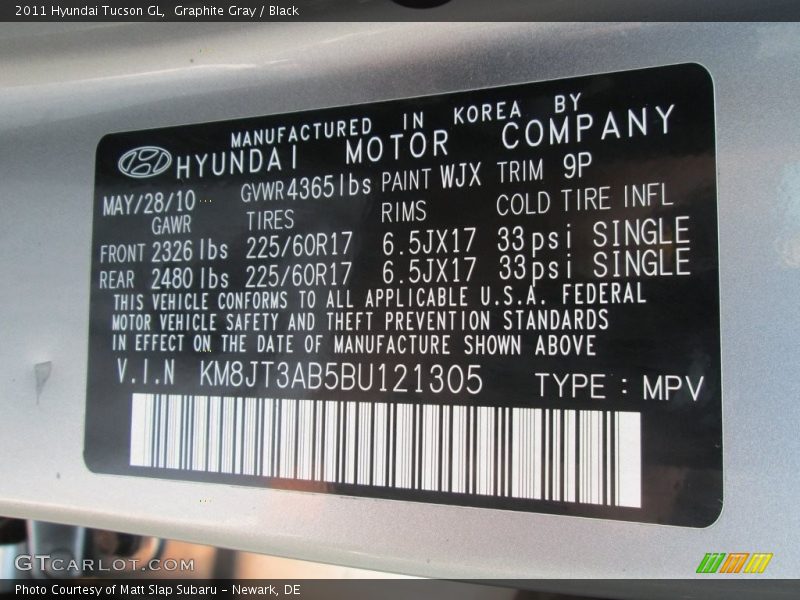 2011 Hyundai Tucson GL, Graphite Gray / Black
MANUFACTURED IN KOREA BY
HYUNDAI MOTOR COMPANY
MAY/28/10 GVWR 4365 lbs PAINT WJX TRIM 9P
GAWR TIRES RIMS COLD TIRE INFL
FRONT 2326 lbs 225/60R17 6.5JX17 33psi SINGLE
REAR 2480 lbs 225/60R17 6.5JX17 33psi SINGLE
THIS VEHICLE CONFORMS TO ALL APPLICABLE U.S.A. FEDERAL
MOTOR VEHICLE SAFETY AND THEFT PREVENTION STANDARDS
IN EFFECT ON THE DATE OF MANUFACTURE SHOWN ABOVE
V.I.N KM8JT3AB5BU121305 TYPE : MPV
GTCARLOT.COM
Photo Courtesy of Matt Slap Subaru - Newark, DE